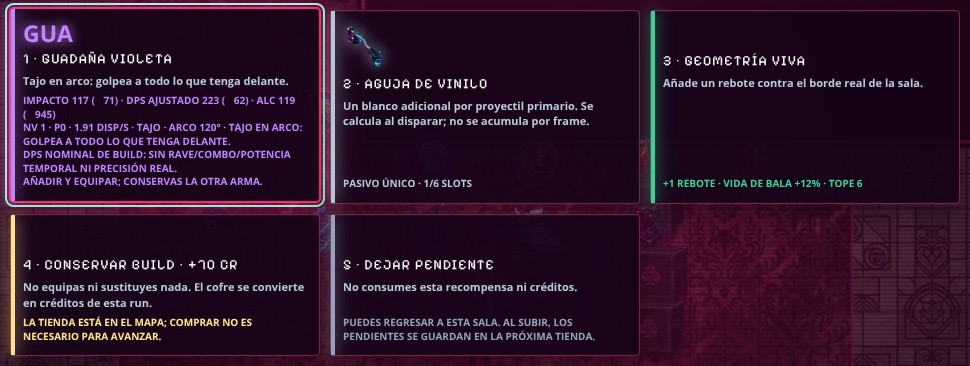 GUA
1 · GUADAÑA VIOLETA
Tajo en arco: golpea a todo lo que tenga delante.
IMPACTO 117 ( 71) · DPS AJUSTADO 223 ( 62) · ALC 119
( 945)
NV 1 · P0 · 1.91 DISP/S · TAJO · ARCO 120° · TAJO EN ARCO:
GOLPEA A TODO LO QUE TENGA DELANTE.
DPS NOMINAL DE BUILD: SIN RAVE/COMBO/POTENCIA
TEMPORAL NI PRECISIÓN REAL.
AÑADIR Y EQUIPAR; CONSERVAS LA OTRA ARMA.
2 · AGUJA DE VINILO
Un blanco adicional por proyectil primario. Se
calcula al disparar; no se acumula por frame.
PASIVO ÚNICO · 1/6 SLOTS
3 · GEOMETRÍA VIVA
Añade un rebote contra el borde real de la sala.
+1 REBOTE · VIDA DE BALA +12% · TOPE 6
4 · CONSERVAR BUILD · +70 CR
No equipas ni sustituyes nada. El cofre se convierte
en créditos de esta run.
LA TIENDA ESTÁ EN EL MAPA; COMPRAR NO ES
NECESARIO PARA AVANZAR.
5 · DEJAR PENDIENTE
No consumes esta recompensa ni créditos.
PUEDES REGRESAR A ESTA SALA. AL SUBIR, LOS
PENDIENTES SE GUARDAN EN LA PRÓXIMA TIENDA.